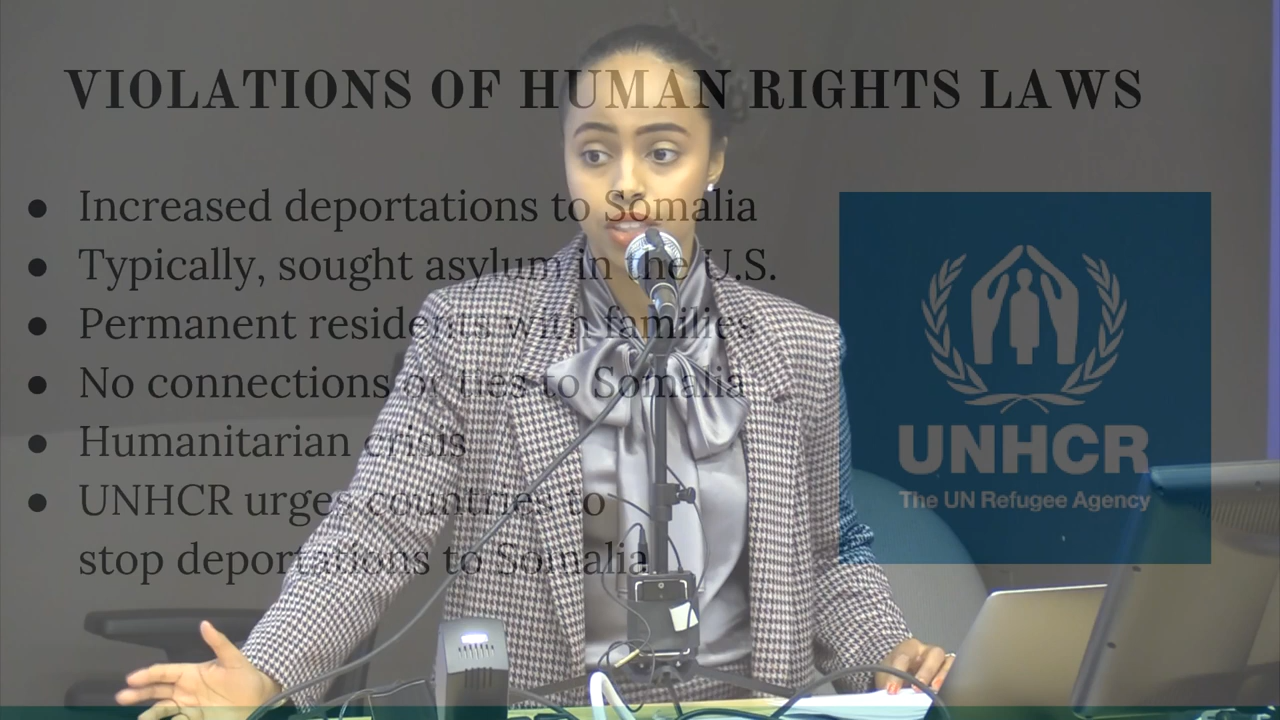 VIOLATIONS OF HUMAN RIGHTS LAWS
● Increased deportations to Somalia
● Typically, sought asylum in the U.S.
● Permanent residents with families
● No connections or ties to Somalia
● Humanitarian crisis
● UNHCR urges countries to
stop deportations to Somalia
UNHCR
The UN Refugee Agency